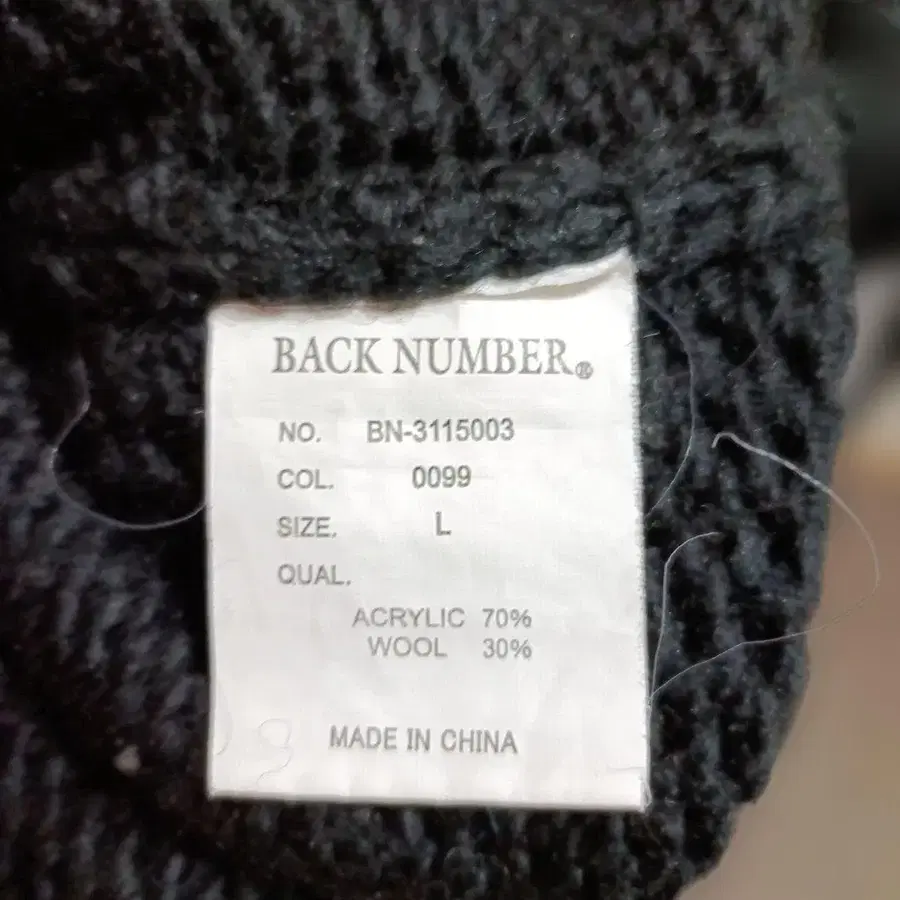 BACK NUMBER®
NO. BN-3115003
COL. 0099
SIZE. L
QUAL.
ACRYLIC 70%
WOOL 30%
MADE IN CHINA